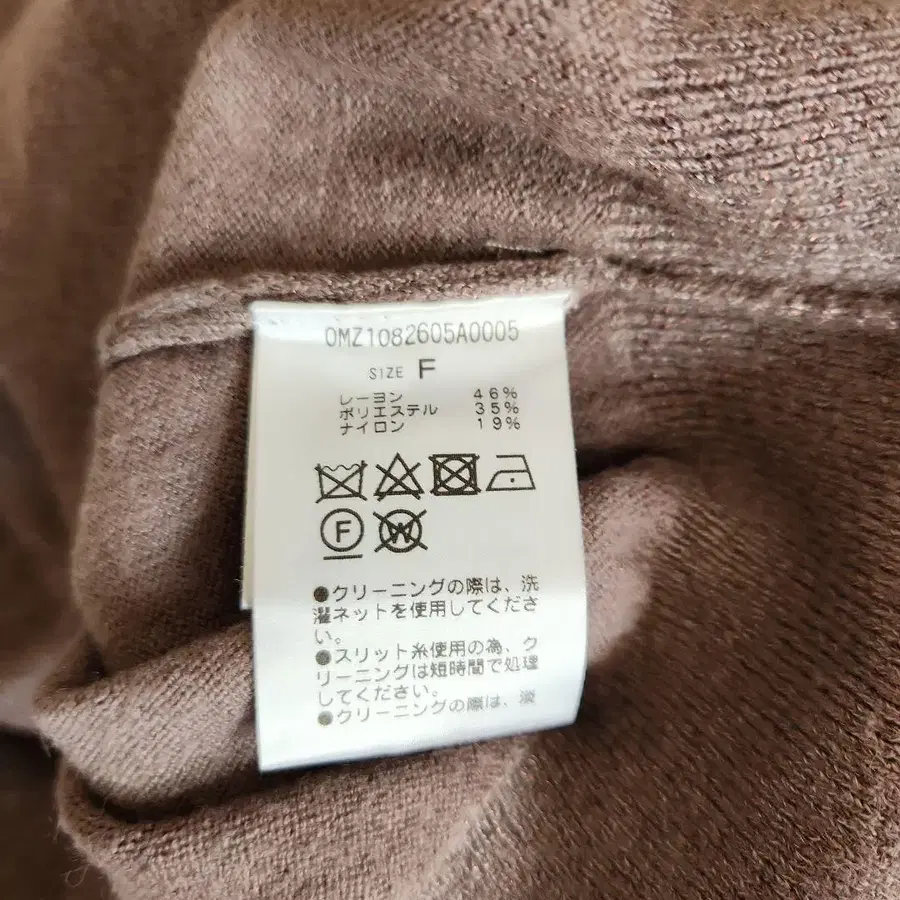 OMZ1082605A0005
SIZE F
レーヨン 46%
ポリエステル 35%
ナイロン 19%
F W
●クリーニングの際は、洗
濯ネットを使用してくださ
い。
●スリット糸使用の為、ク
リーニングは短時間で処理
してください。
●クリーニングの際は、淡